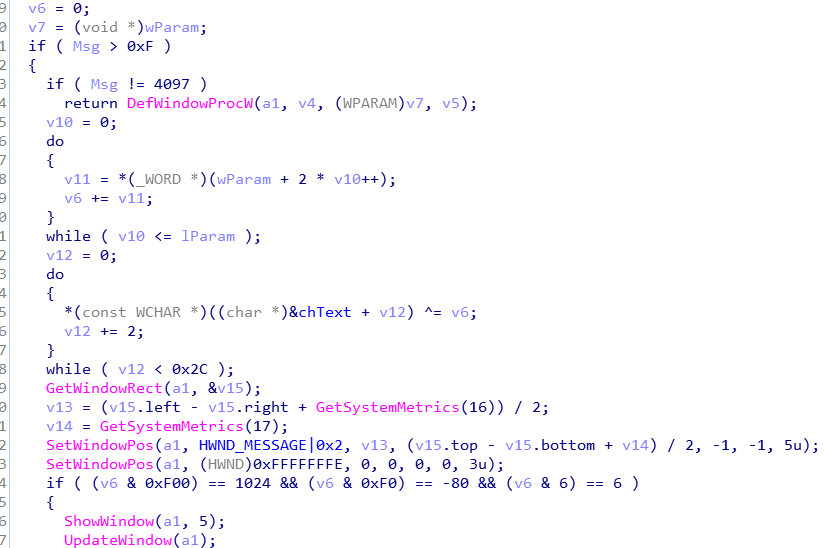 9 v6 = 0;
0 v7 = (void *)wParam;
1 if ( Msg > 0xF )
2 {
3 if ( Msg != 4097 )
4 return DefWindowProcW(a1, v4, (WPARAM)v7, v5);
5 v10 = 0;
6 do
7 {
8 v11 = *(_WORD *)(wParam + 2 * v10++);
9 v6 += v11;
0 }
1 while ( v10 <= lParam );
2 v12 = 0;
3 do
4 {
5 *(const WCHAR *)((char *)&chText + v12) ^= v6;
6 v12 += 2;
7 }
8 while ( v12 < 0x2C );
9 GetWindowRect(a1, &v15);
0 v13 = (v15.left - v15.right + GetSystemMetrics(16)) / 2;
1 v14 = GetSystemMetrics(17);
2 SetWindowPos(a1, HWND_MESSAGE|0x2, v13, (v15.top - v15.bottom + v14) / 2, -1, -1, 5u);
3 SetWindowPos(a1, (HWND)0xFFFFFFFE, 0, 0, 0, 0, 3u);
4 if ( (v6 & 0xF00) == 1024 && (v6 & 0xF0) == -80 && (v6 & 6) == 6 )
5 {
6 ShowWindow(a1, 5);
7 UpdateWindow(a1);